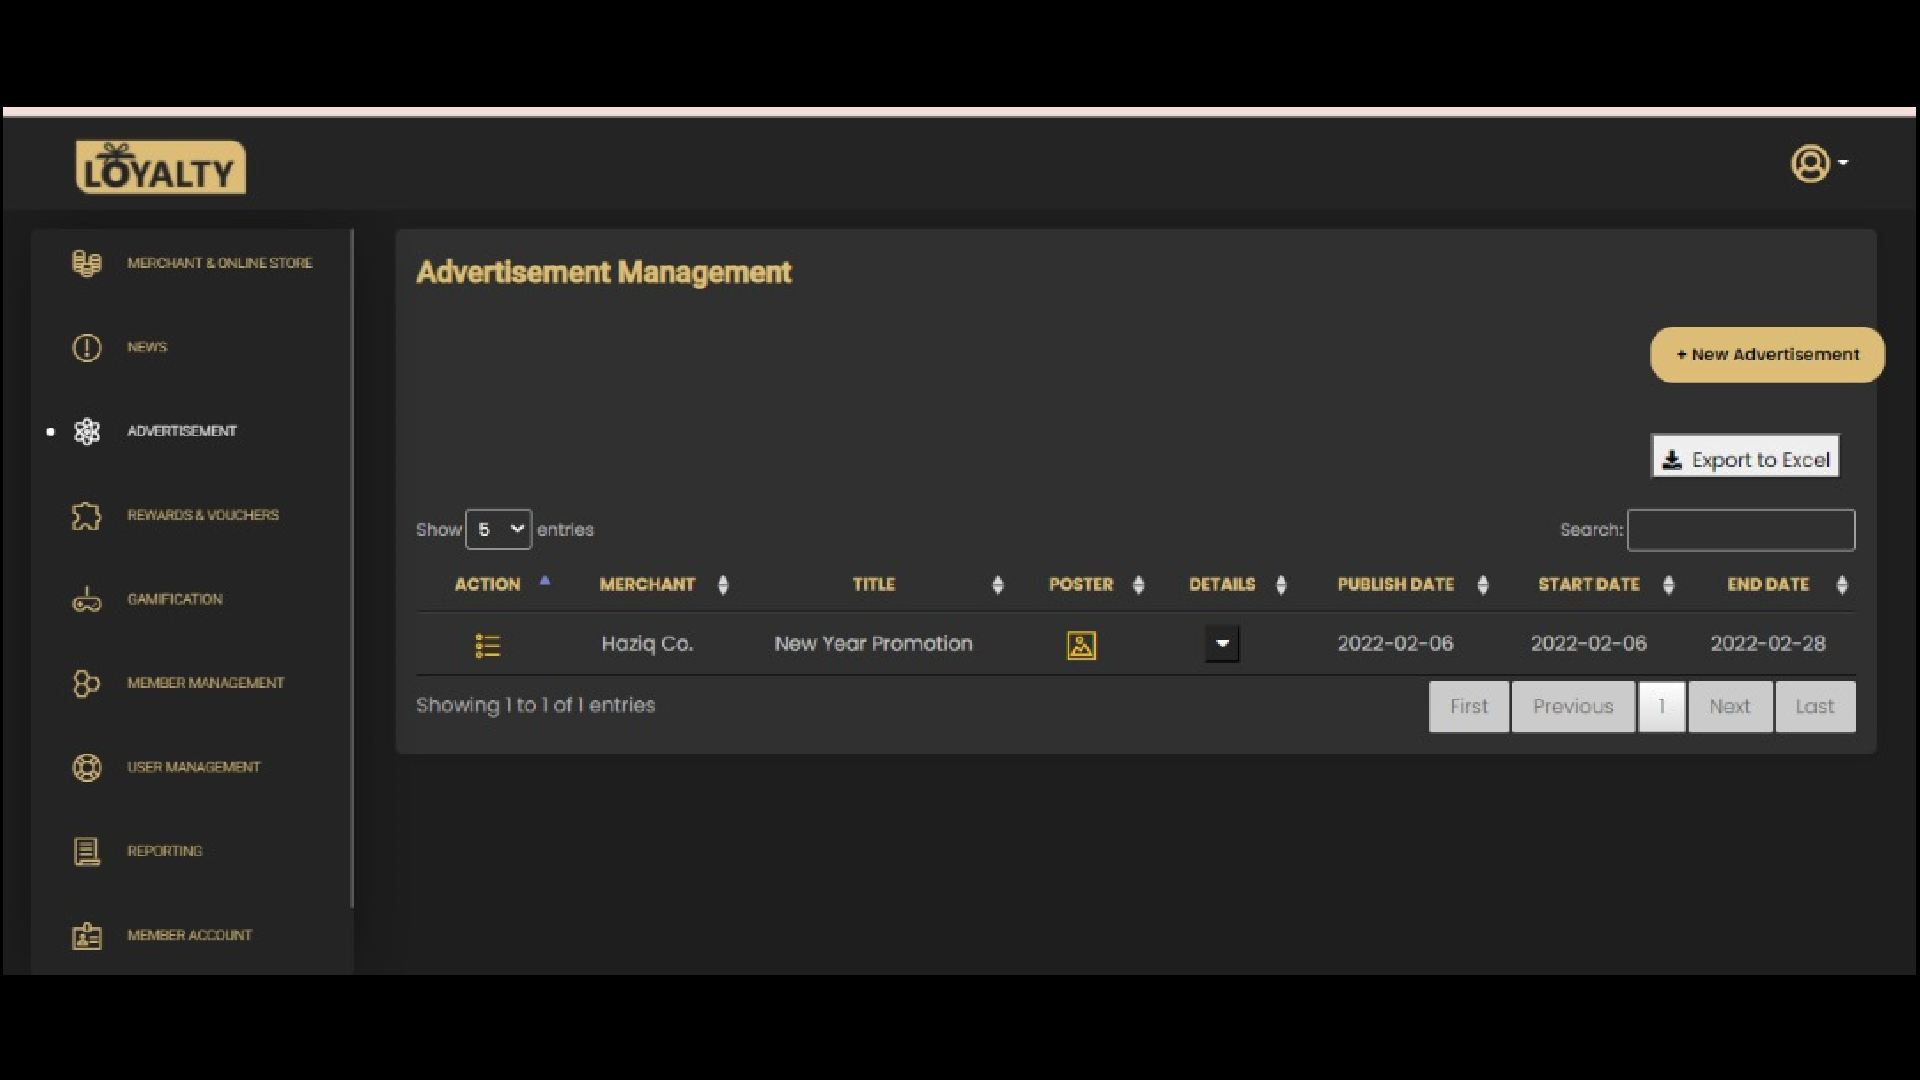 LOYALTY
MERCHANT & ONLINE STORE
NEWS
ADVERTISEMENT
REWARDS & VOUCHERS
GAMIFICATION
MEMBER MANAGEMENT
USER MANAGEMENT
REPORTING
MEMBER ACCOUNT
Advertisement Management
+ New Advertisement
Export to Excel
Show 5 entries Search:
ACTION MERCHANT TITLE POSTER DETAILS PUBLISH DATE START DATE END DATE
Haziq Co. New Year Promotion 2022-02-06 2022-02-06 2022-02-28
Showing 1 to 1 of 1 entries First Previous 1 Next Last